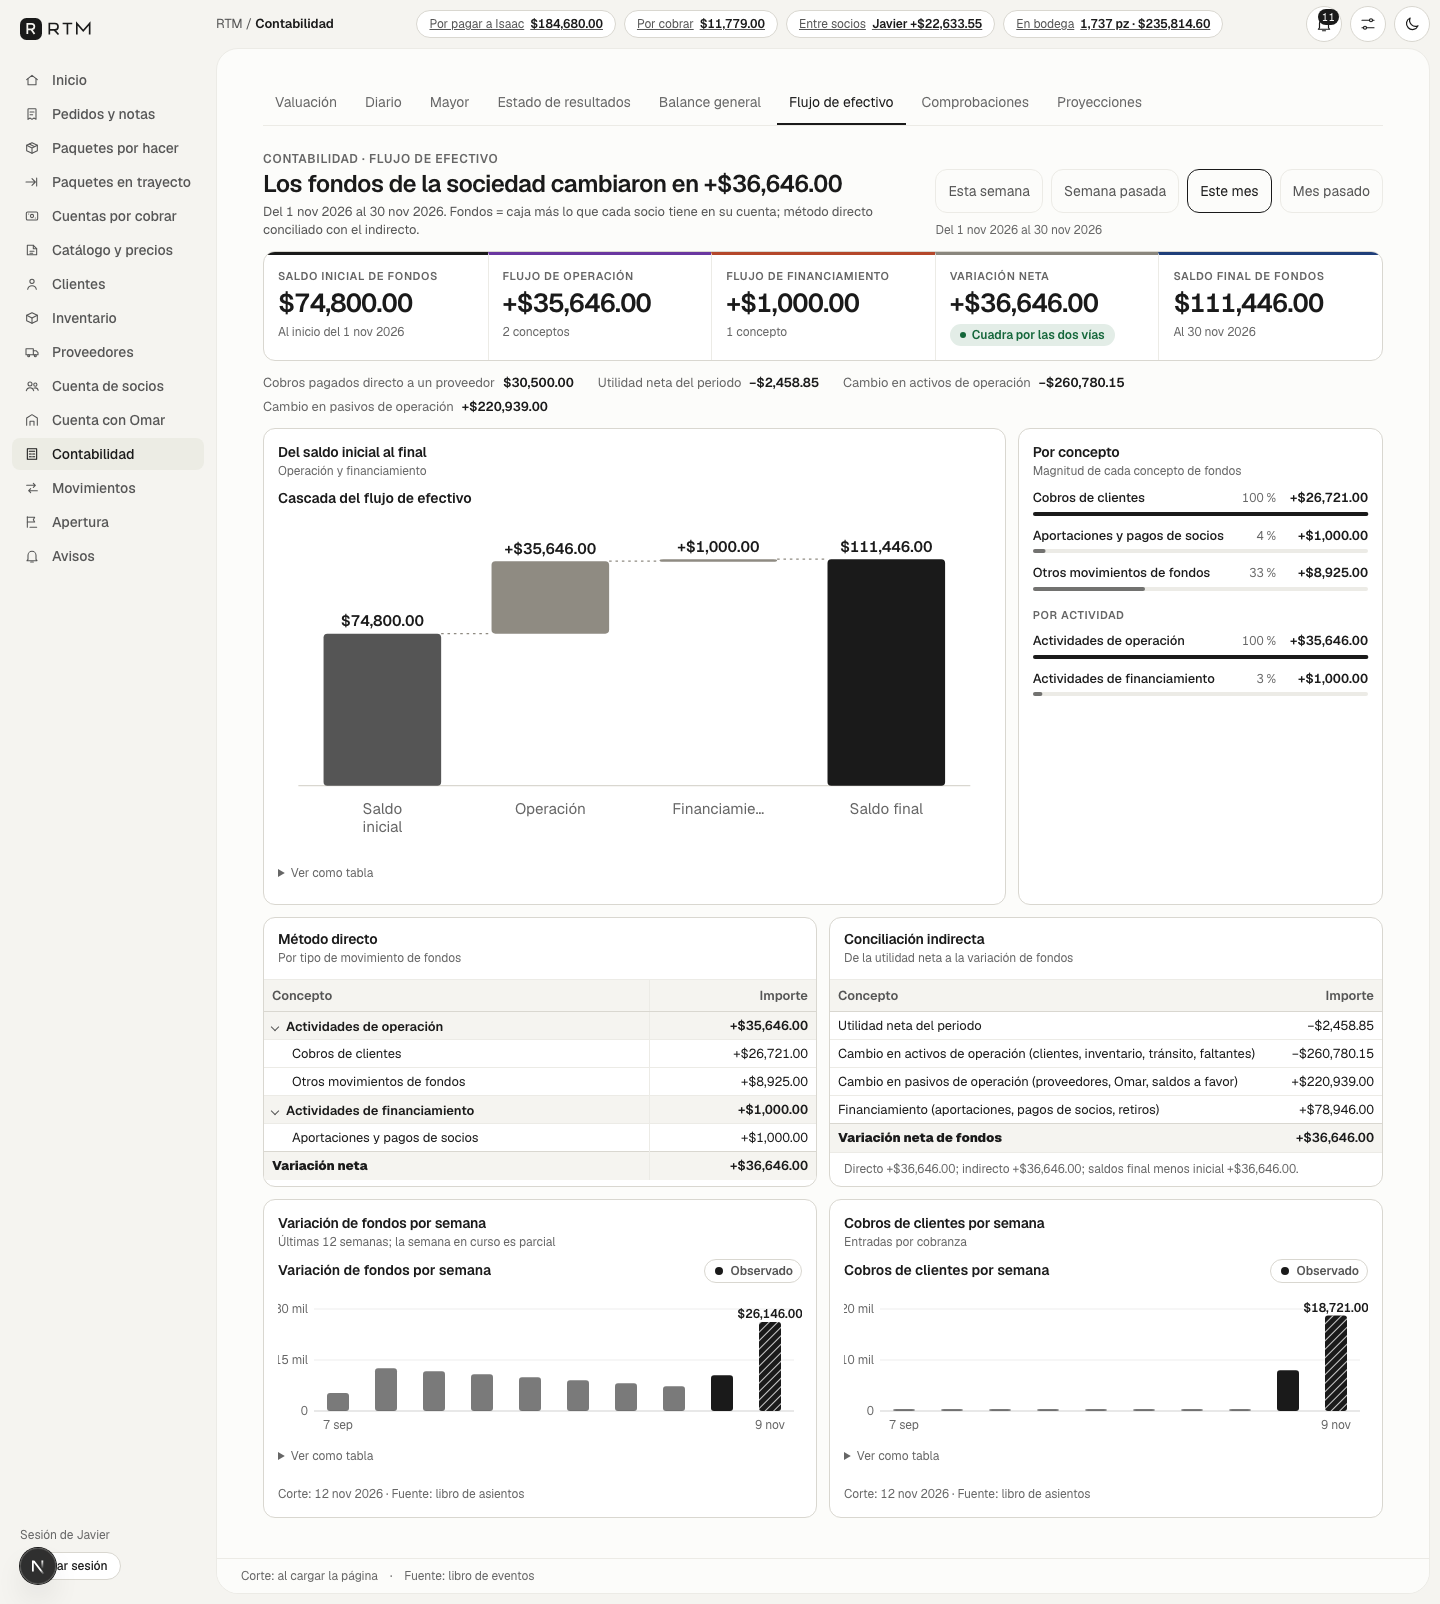 R RTM
RTM / Contabilidad
Por pagar a Isaac $184,680.00
Por cobrar $11,779.00
Entre socios Javier +$22,633.55
En bodega 1,737 pz · $235,814.60
11
Inicio
Pedidos y notas
Paquetes por hacer
Paquetes en trayecto
Cuentas por cobrar
Catálogo y precios
Clientes
Inventario
Proveedores
Cuenta de socios
Cuenta con Omar
Contabilidad
Movimientos
Apertura
Avisos
Valuación Diario Mayor Estado de resultados Balance general Flujo de efectivo Comprobaciones Proyecciones
CONTABILIDAD · FLUJO DE EFECTIVO
Los fondos de la sociedad cambiaron en +$36,646.00
Del 1 nov 2026 al 30 nov 2026. Fondos = caja más lo que cada socio tiene en su cuenta; método directo
conciliado con el indirecto.
Esta semana Semana pasada Este mes Mes pasado
Del 1 nov 2026 al 30 nov 2026
SALDO INICIAL DE FONDOS
$74,800.00
Al inicio del 1 nov 2026
FLUJO DE OPERACIÓN
+$35,646.00
2 conceptos
FLUJO DE FINANCIAMIENTO
+$1,000.00
1 concepto
VARIACIÓN NETA
+$36,646.00
Cuadra por las dos vías
SALDO FINAL DE FONDOS
$111,446.00
Al 30 nov 2026
Cobros pagados directo a un proveedor $30,500.00 Utilidad neta del periodo −$2,458.85 Cambio en activos de operación −$260,780.15
Cambio en pasivos de operación +$220,939.00
Del saldo inicial al final
Operación y financiamiento
Cascada del flujo de efectivo
$74,800.00
+$35,646.00
+$1,000.00
$111,446.00
Saldo
inicial
Operación
Financiamie...
Saldo final
▶ Ver como tabla
Por concepto
Magnitud de cada concepto de fondos
Cobros de clientes 100 % +$26,721.00
Aportaciones y pagos de socios 4 % +$1,000.00
Otros movimientos de fondos 33 % +$8,925.00
POR ACTIVIDAD
Actividades de operación 100 % +$35,646.00
Actividades de financiamiento 3 % +$1,000.00
Método directo
Por tipo de movimiento de fondos
Concepto Importe
Actividades de operación +$35,646.00
Cobros de clientes +$26,721.00
Otros movimientos de fondos +$8,925.00
Actividades de financiamiento +$1,000.00
Aportaciones y pagos de socios +$1,000.00
Variación neta +$36,646.00
Conciliación indirecta
De la utilidad neta a la variación de fondos
Concepto Importe
Utilidad neta del periodo −$2,458.85
Cambio en activos de operación (clientes, inventario, tránsito, faltantes) −$260,780.15
Cambio en pasivos de operación (proveedores, Omar, saldos a favor) +$220,939.00
Financiamiento (aportaciones, pagos de socios, retiros) +$78,946.00
Variación neta de fondos +$36,646.00
Directo +$36,646.00; indirecto +$36,646.00; saldos final menos inicial +$36,646.00.
Variación de fondos por semana
Últimas 12 semanas; la semana en curso es parcial
Variación de fondos por semana
Observado
30 mil
15 mil
0
$26,146.00
7 sep
9 nov
▶ Ver como tabla
Corte: 12 nov 2026 · Fuente: libro de asientos
Cobros de clientes por semana
Entradas por cobranza
Cobros de clientes por semana
Observado
20 mil
10 mil
0
$18,721.00
7 sep
9 nov
▶ Ver como tabla
Corte: 12 nov 2026 · Fuente: libro de asientos
Sesión de Javier
N
ar sesión
Corte: al cargar la página · Fuente: libro de eventos